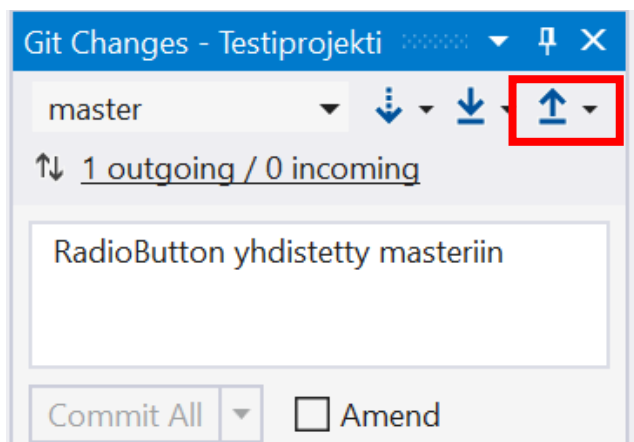 Git Changes - Testiprojekti
master
1 outgoing / 0 incoming
RadioButton yhdistetty masteriin
Commit All
Amend